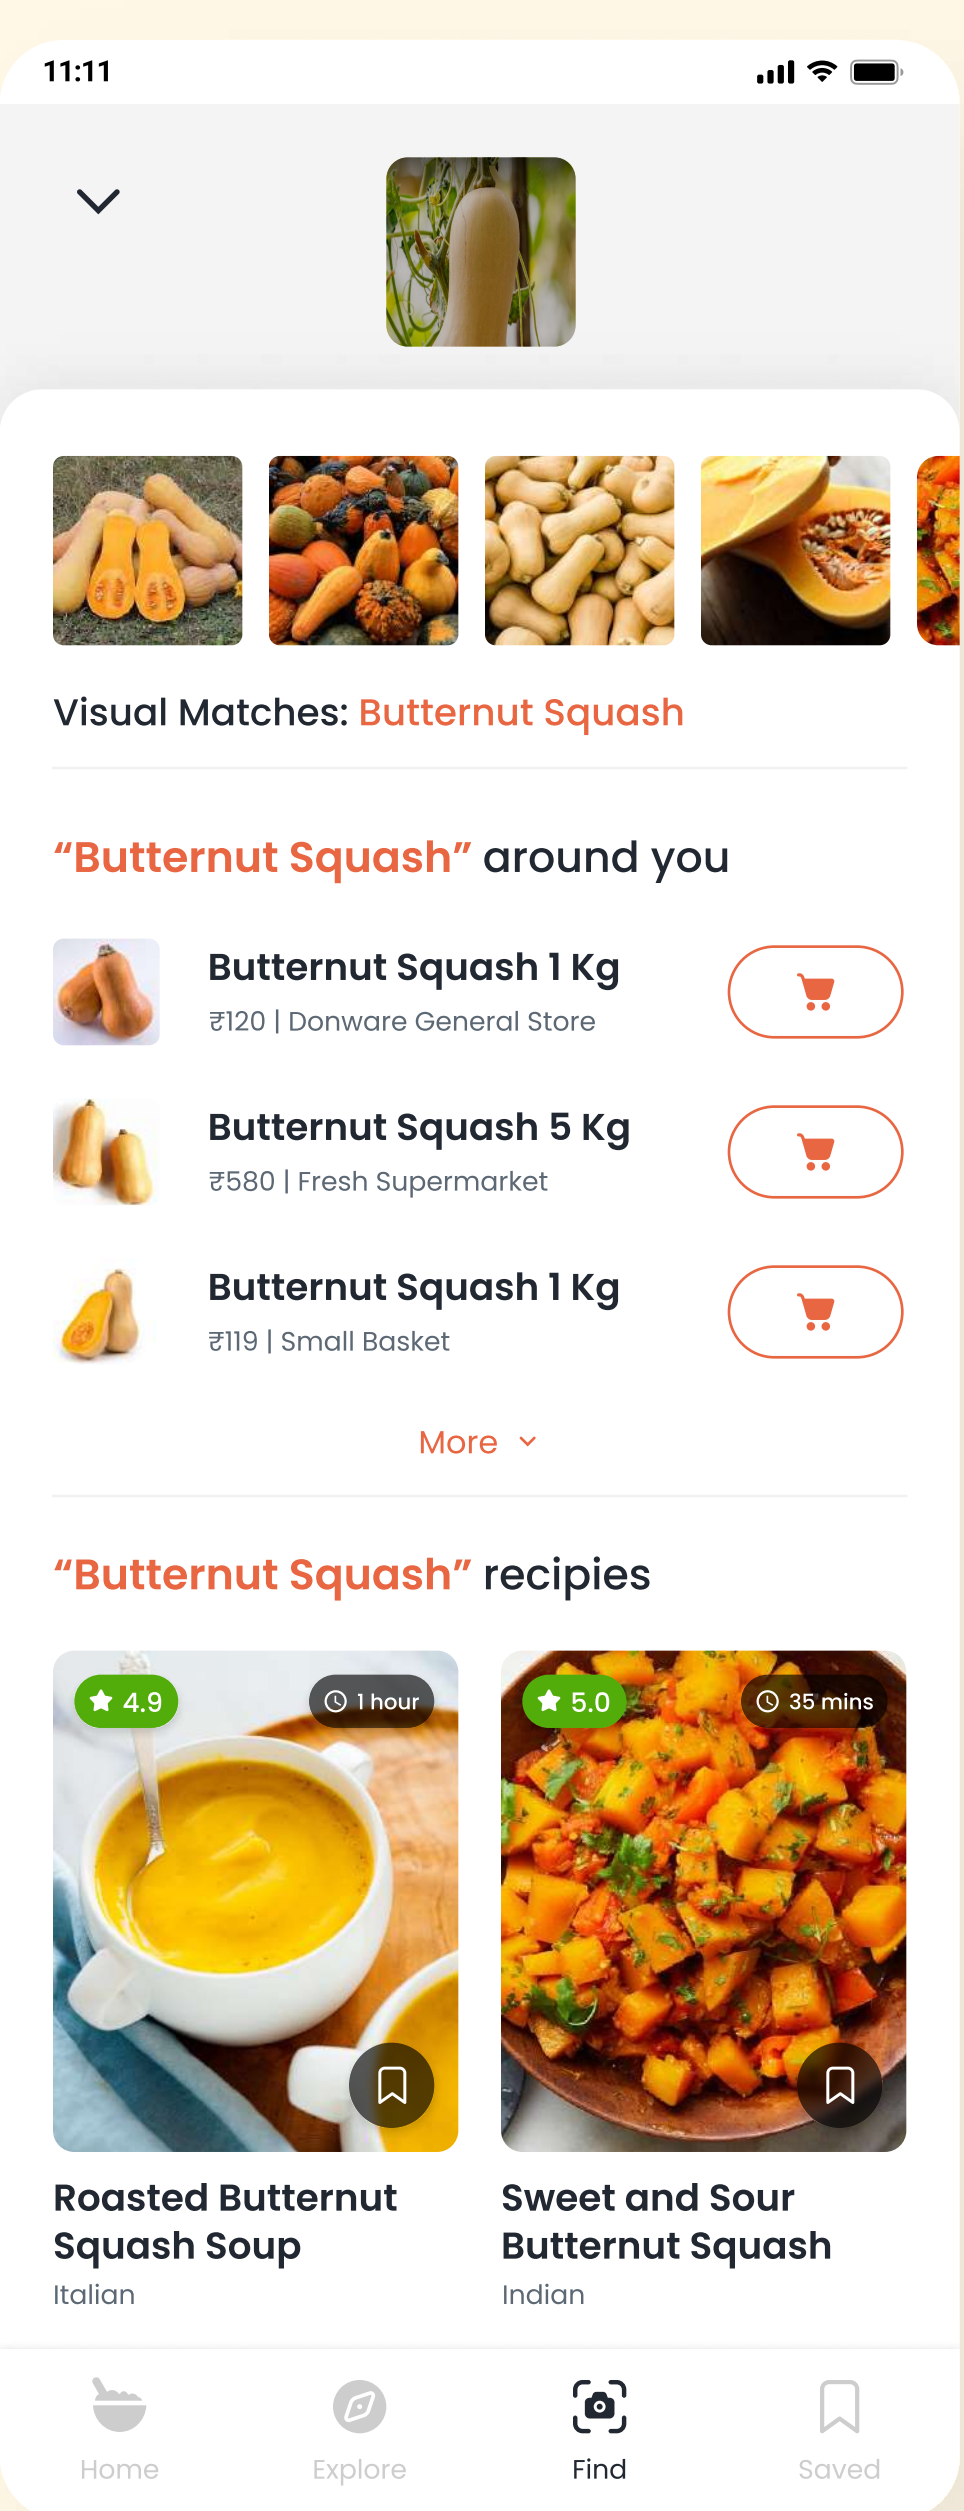 11:11
Visual Matches: Butternut Squash
“Butternut Squash” around you
Butternut Squash 1 Kg
₹120 | Donware General Store
Butternut Squash 5 Kg
₹580 | Fresh Supermarket
Butternut Squash 1 Kg
₹119 | Small Basket
More
“Butternut Squash” recipies
4.9
1 hour
5.0
35 mins
Roasted Butternut
Squash Soup
Italian
Sweet and Sour
Butternut Squash
Indian
Home
Explore
Find
Saved